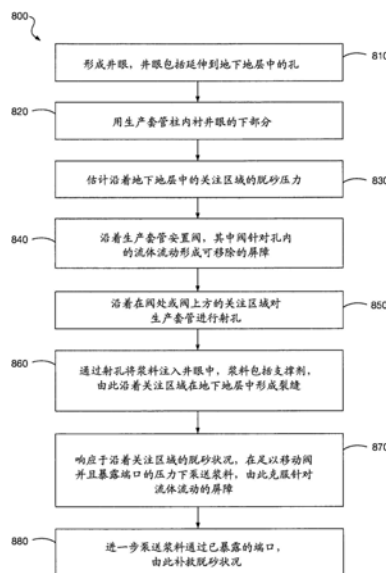 800
810
形成井眼，井眼包括延伸到地下地层中的孔
820
用生产套管柱内衬井眼的下部分
估计沿着地下地层中的关注区域的脱砂压力
830
840
沿着生产套管安置阀，其中阀针对孔内
的流体流动形成可移除的屏障
850
沿着在阀处或阀上方的关注区域对
生产套管进行射孔
860
通过射孔将浆料注入井眼中，浆料包括支撑剂，
由此沿着关注区域在地下地层中形成裂缝
870
响应于沿着关注区域的脱砂状况，在足以移动阀
并且暴露端口的压力下泵送浆料，由此克服针对
流体流动的屏障
880
进一步泵送浆料通过已暴露的端口，
由此补救脱砂状况